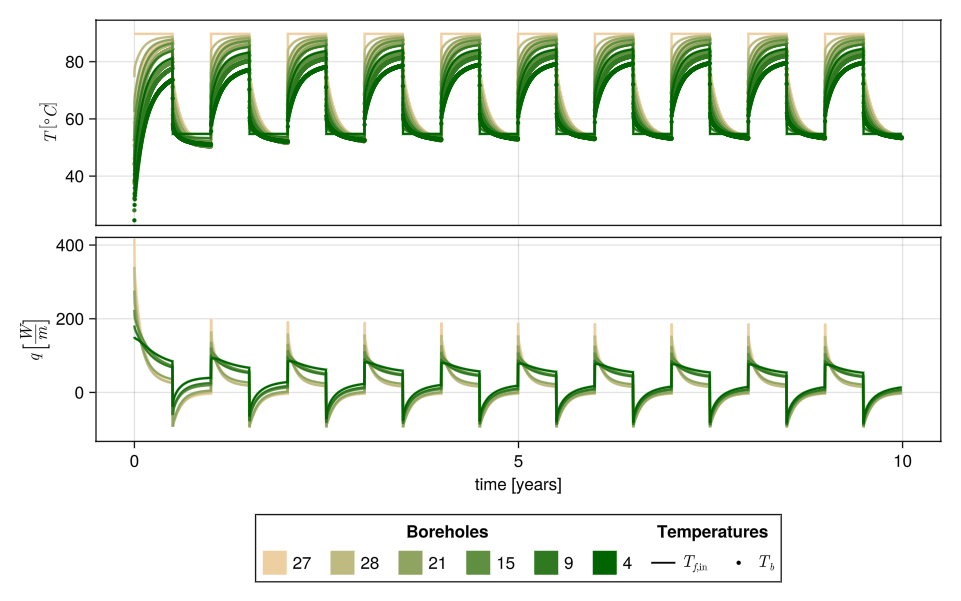 T [°C]
80
60
40
q [W/m]
400
200
0
0 5 10
time [years]
Boreholes Temperatures
27 28 21 15 9 4 T_f,in T_b